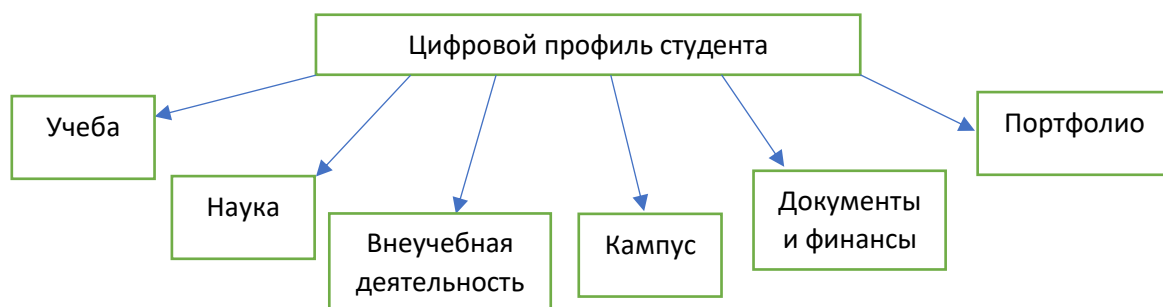 Цифровой профиль студента
Учеба
Наука
Внеучебная
деятельность
Кампус
Документы
и финансы
Портфолио